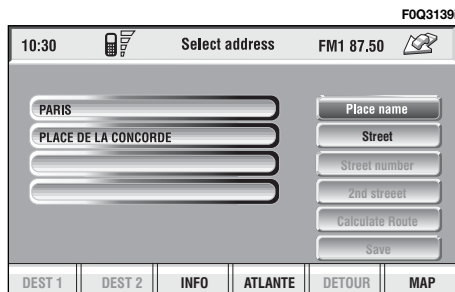 F0Q3139i
10:30 Select address FM1 87.50
PARIS
PLACE DE LA CONCORDE
Place name
Street
Street number
2nd streeet
Calculate Route
Save
DEST 1 DEST 2 INFO ATLANTE DETOUR MAP